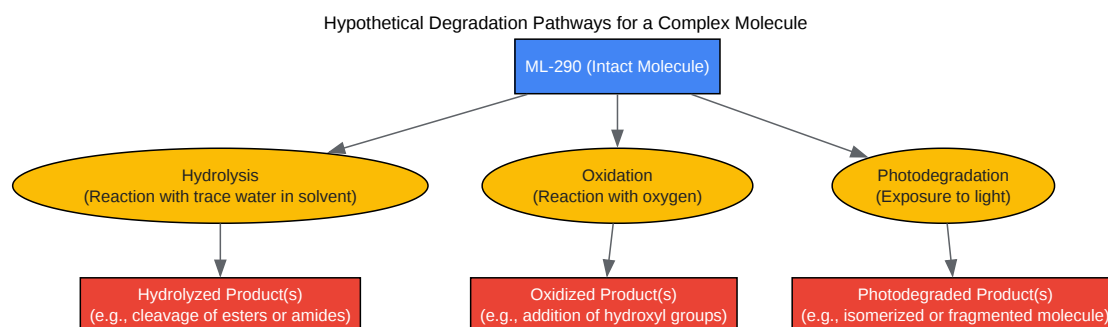 Hypothetical Degradation Pathways for a Complex Molecule
ML-290 (Intact Molecule)
Hydrolysis
(Reaction with trace water in solvent)
Oxidation
(Reaction with oxygen)
Photodegradation
(Exposure to light)
Hydrolyzed Product(s)
(e.g., cleavage of esters or amides)
Oxidized Product(s)
(e.g., addition of hydroxyl groups)
Photodegraded Product(s)
(e.g., isomerized or fragmented molecule)